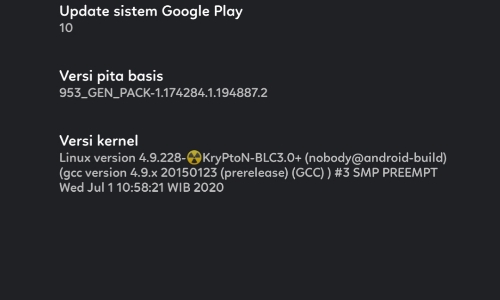 Update sistem Google Play
10
Versi pita basis
953_GEN_PACK-1.174284.1.194887.2
Versi kernel
Linux version 4.9.228-☢KryPtoN-BLC3.0+ (nobody@android-build)
(gcc version 4.9.x 20150123 (prerelease) (GCC) ) #3 SMP PREEMPT
Wed Jul 1 10:58:21 WIB 2020